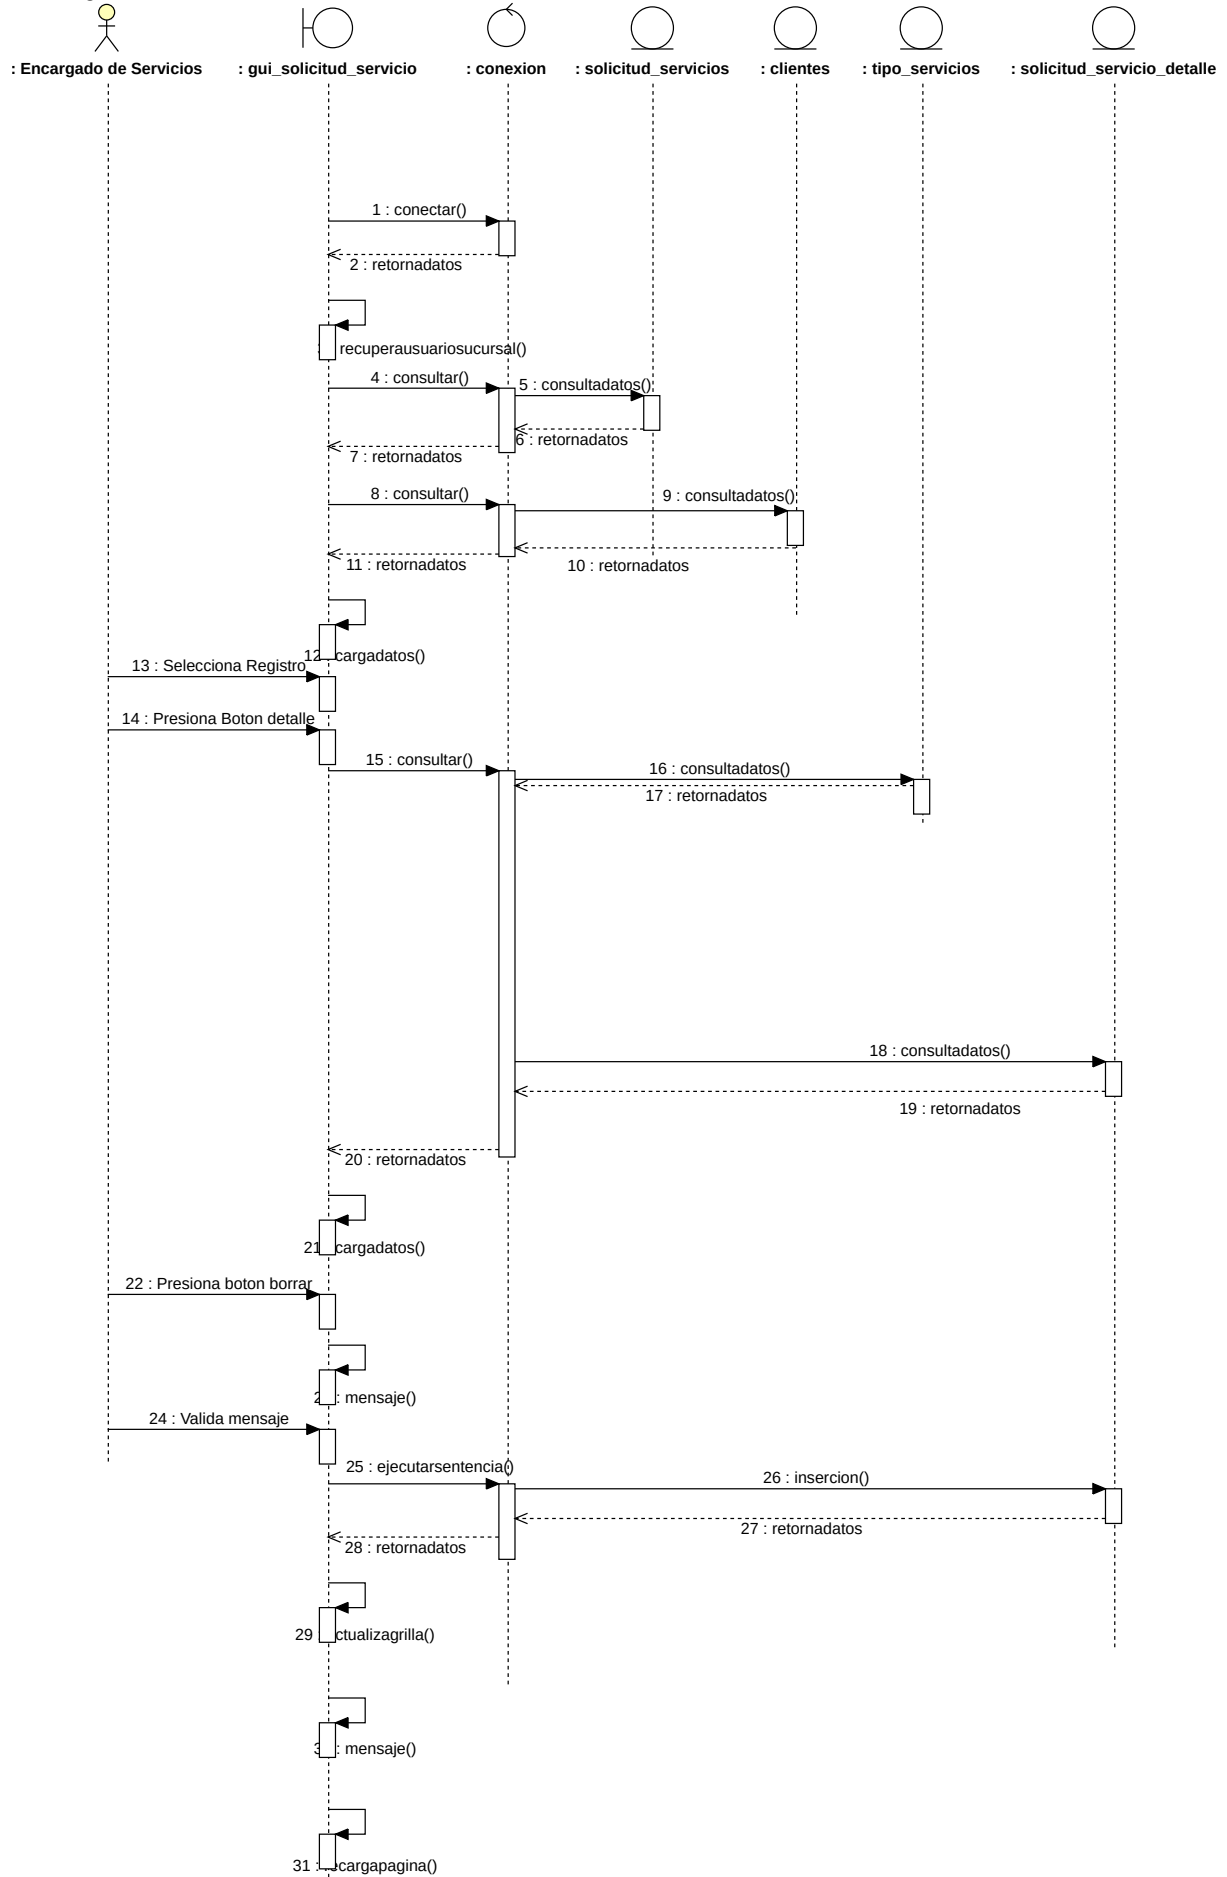 : Encargado de Servicios : gui_solicitud_servicio : conexion : solicitud_servicios : clientes : tipo_servicios : solicitud_servicio_detalle
1 : conectar()
2 : retornadatos
recuperausuariosucursal()
4 : consultar()
5 : consultadatos()
6 : retornadatos
7 : retornadatos
8 : consultar()
9 : consultadatos()
10 : retornadatos
11 : retornadatos
12 cargadatos()
13 : Selecciona Registro
14 : Presiona Boton detalle
15 : consultar()
16 : consultadatos()
17 : retornadatos
18 : consultadatos()
19 : retornadatos
20 : retornadatos
21 cargadatos()
22 : Presiona boton borrar
: mensaje()
24 : Valida mensaje
25 : ejecutarsentencia()
26 : insercion()
27 : retornadatos
28 : retornadatos
29 ctualizagrilla()
: mensaje()
31 : ecargapagina()